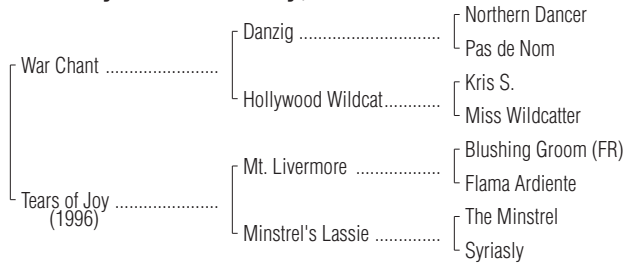 Northern Dancer
Danzig ............................
Pas de Nom
War Chant .......................
Kris S.
Hollywood Wildcat............
Miss Wildcatter
Blushing Groom (FR)
Mt. Livermore .................
Flama Ardiente
Tears of Joy .....................
(1996)
The Minstrel
Minstrel's Lassie .............
Syriasly